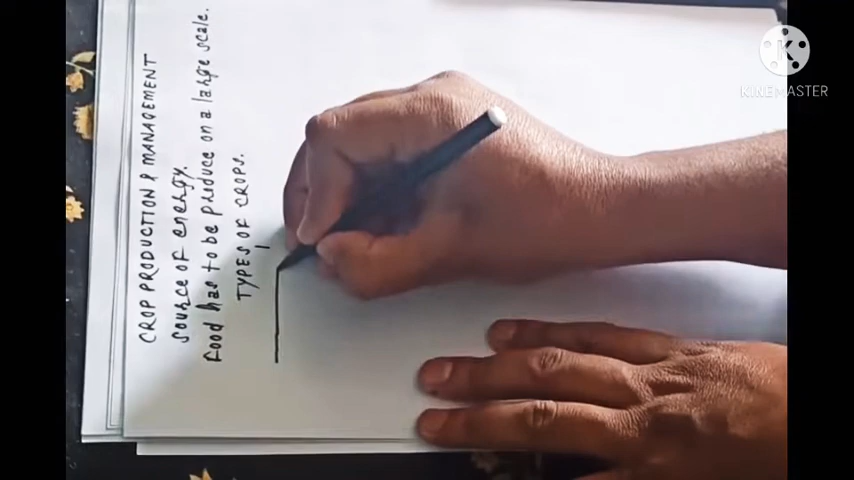 CROP PRODUCTION & MANAGEMENT
source of energy.
Food has to be produce on a large scale.
TYPES OF CROPS.
KINEMASTER